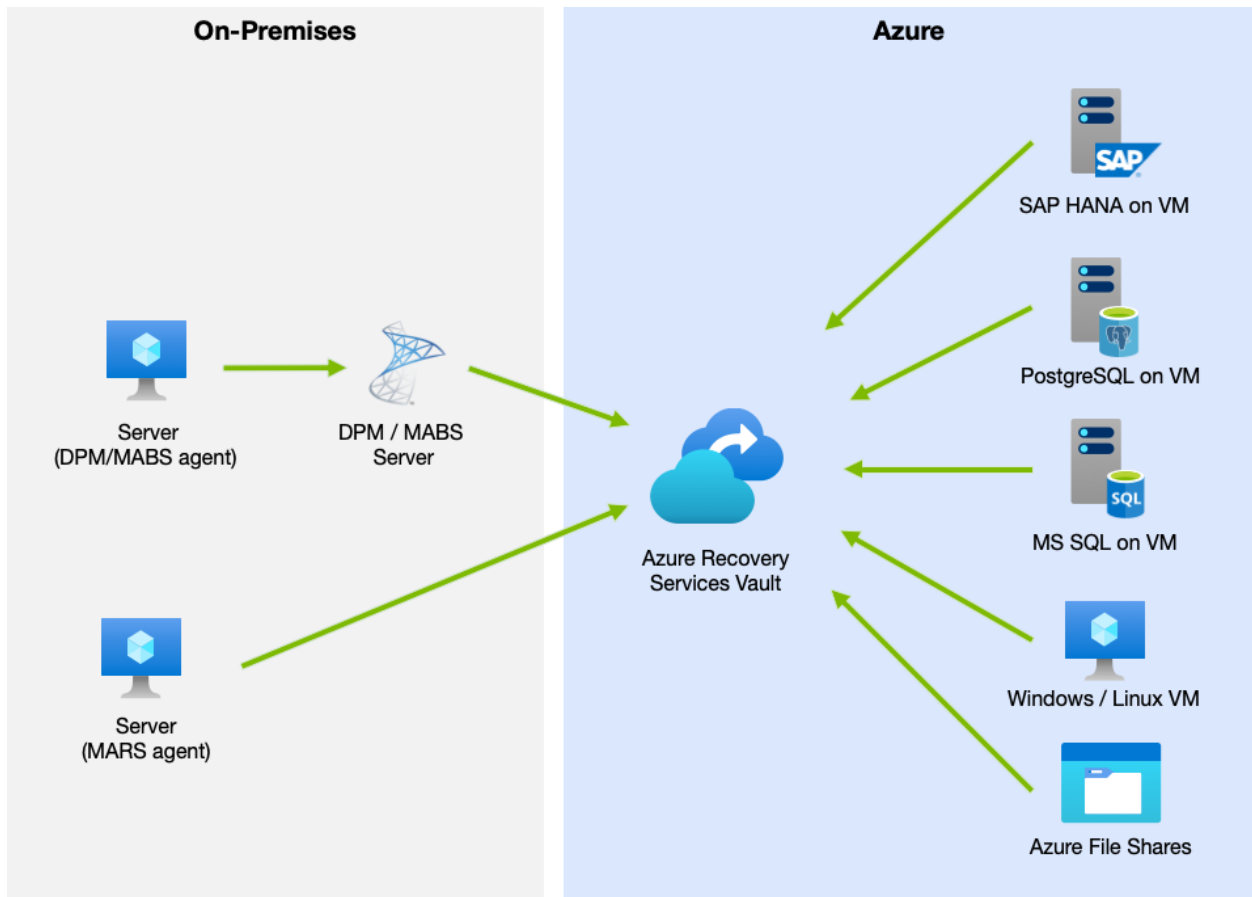 On-Premises
Azure
SAP
SAP HANA on VM
PostgreSQL on VM
Server
(DPM/MABS agent)
DPM / MABS
Server
SQL
MS SQL on VM
Azure Recovery
Services Vault
Windows / Linux VM
Server
(MARS agent)
Azure File Shares